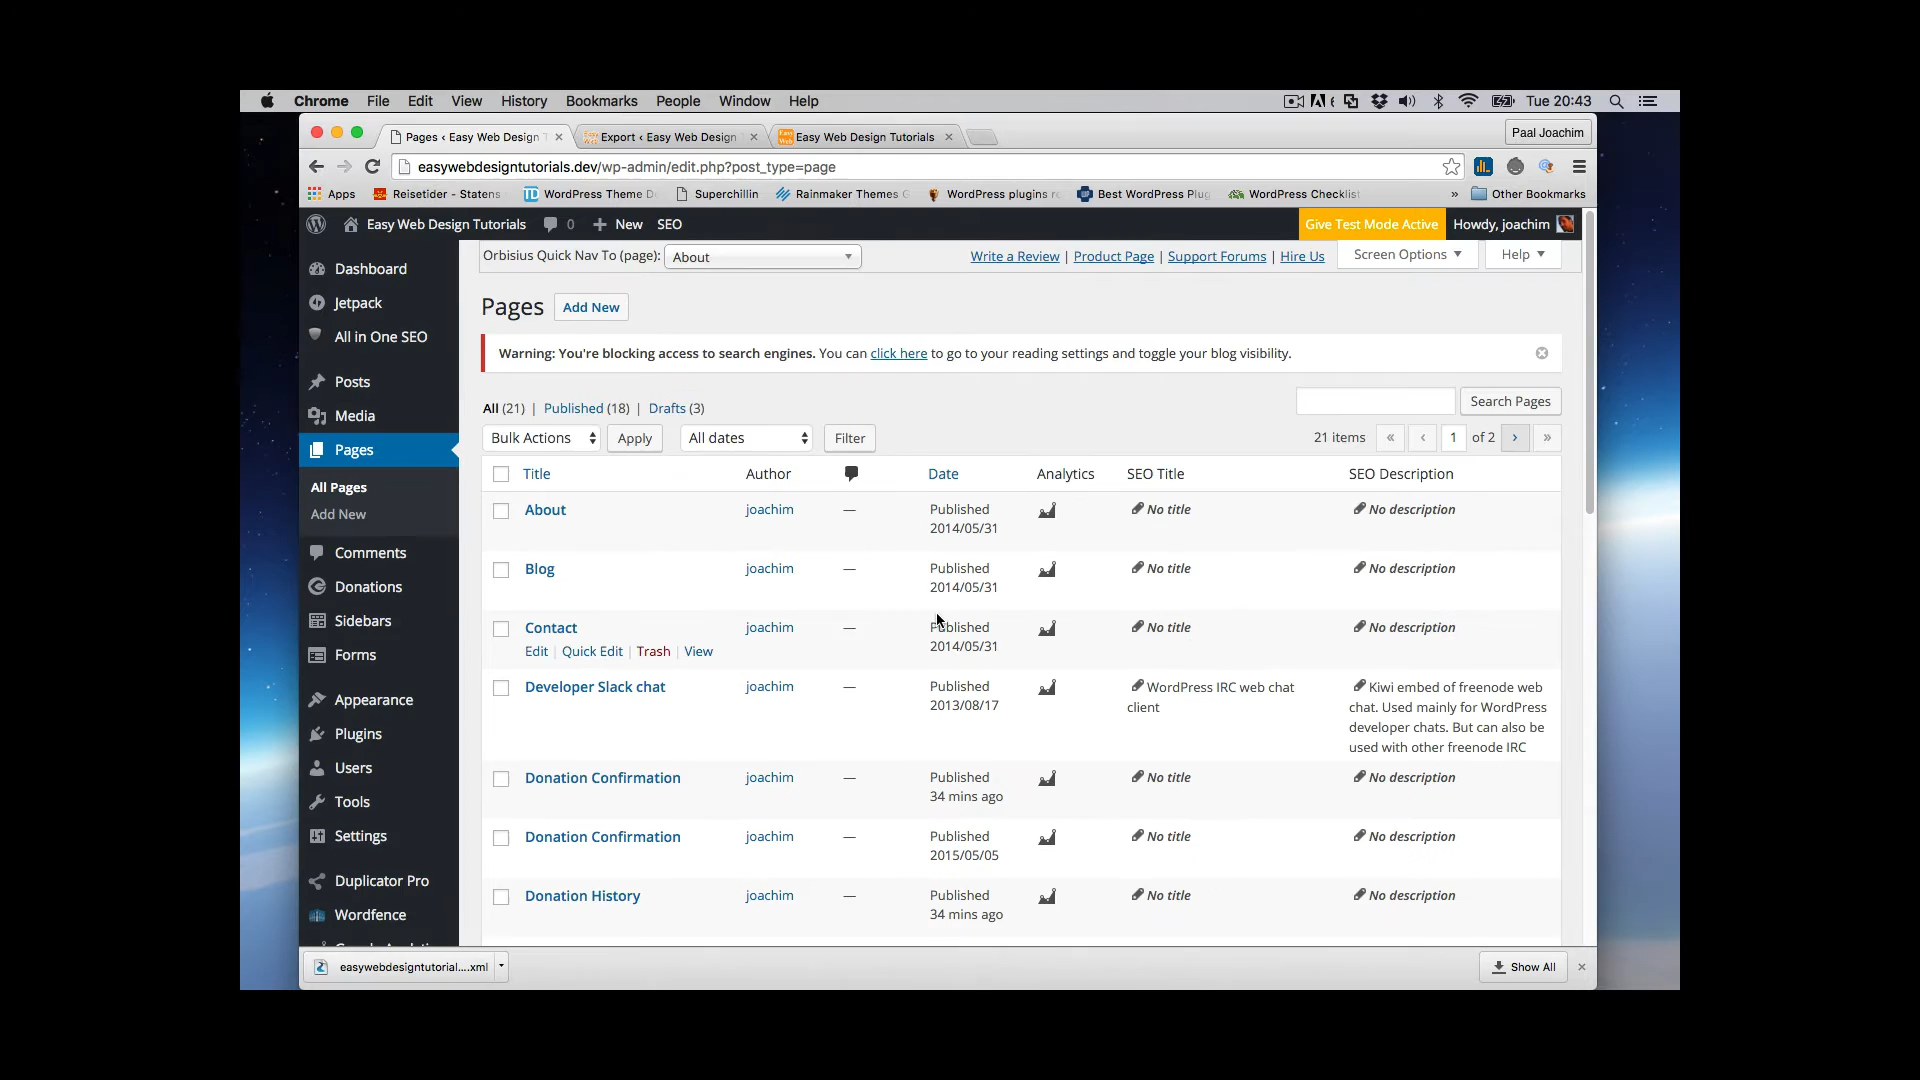 Chrome File Edit View History Bookmarks People Window Help 6 Tue 20:43
Pages ‹ Easy Web Design T Export ‹ Easy Web Design Easy Web Design Tutorials Paal Joachim
easywebdesigntutorials.dev/wp-admin/edit.php?post_type=page
Apps Reisetider - Statens WordPress Theme D Superchillin Rainmaker Themes WordPress plugins Best WordPress Plug WordPress Checklist » Other Bookmarks
Easy Web Design Tutorials 0 New SEO Give Test Mode Active Howdy, joachim
Orbisius Quick Nav To (page): About Write a Review | Product Page | Support Forums | Hire Us Screen Options Help
Dashboard
Jetpack
All in One SEO
Posts
Media
Pages
All Pages
Add New
Comments
Donations
Sidebars
Forms
Appearance
Plugins
Users
Tools
Settings
Duplicator Pro
Wordfence
Pages Add New
Warning: You're blocking access to search engines. You can click here to go to your reading settings and toggle your blog visibility.
All (21) | Published (18) | Drafts (3) Search Pages
Bulk Actions Apply All dates Filter 21 items « ‹ 1 of 2 › »
Title Author Date Analytics SEO Title SEO Description
About joachim — Published No title No description
2014/05/31
Blog joachim — Published No title No description
2014/05/31
Contact joachim — Published No title No description
Edit | Quick Edit | Trash | View 2014/05/31
Developer Slack chat joachim — Published WordPress IRC web chat Kiwi embed of freenode web
2013/08/17 client chat. Used mainly for WordPress
developer chats. But can also be
used with other freenode IRC
Donation Confirmation joachim — Published No title No description
34 mins ago
Donation Confirmation joachim — Published No title No description
2015/05/05
Donation History joachim — Published No title No description
34 mins ago
easywebdesigntutorial....xml Show All